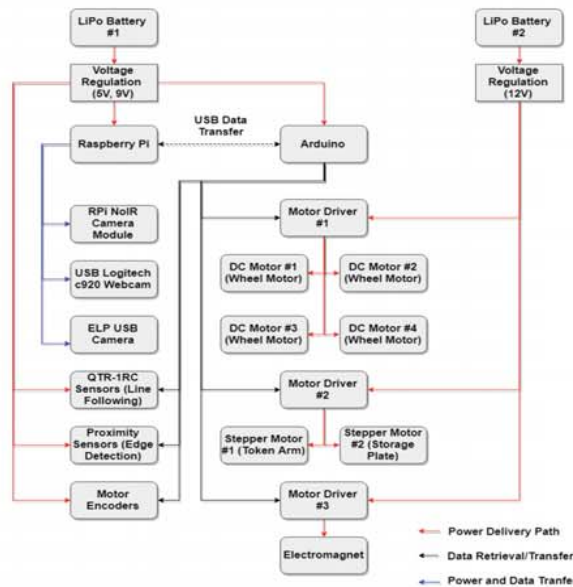 LiPo Battery
#1
LiPo Battery
#2
Voltage
Regulation
(5V, 9V)
Voltage
Regulation
(12V)
USB Data
Transfer
Raspberry Pi
Arduino
RPi NoIR
Camera
Module
Motor Driver
#1
USB Logitech
c920 Webcam
DC Motor #1
(Wheel Motor)
DC Motor #2
(Wheel Motor)
ELP USB
Camera
DC Motor #3
(Wheel Motor)
DC Motor #4
(Wheel Motor)
QTR-1RC
Sensors (Line
Following)
Motor Driver
#2
Proximity
Sensors (Edge
Detection)
Stepper Motor
#1 (Token Arm)
Stepper Motor
#2 (Storage
Plate)
Motor
Encoders
Motor Driver
#3
Electromagnet
Power Delivery Path
Data Retrieval/Transfer
Power and Data Tranfe